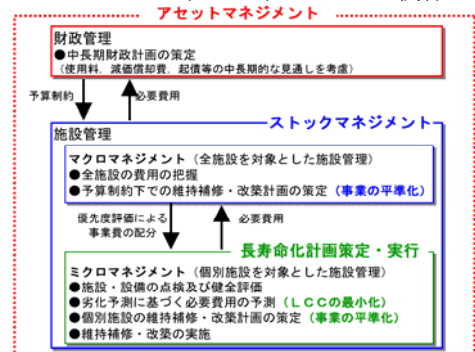 アセットマネジメント
財政管理
●中長期財政計画の策定
(使用料、減価償却費、起債等の中長期的な見通しを考慮)
予算制約
必要費用
ストックマネジメント
施設管理
マクロマネジメント(全施設を対象とした施設管理)
●全施設の費用の把握
●予算制約下での維持補修・改築計画の策定(事業の平準化)
優先度評価による
事業費の配分
必要費用
長寿命化計画策定・実行
ミクロマネジメント(個別施設を対象とした施設管理)
●施設・設備の点検及び健全評価
●劣化予測に基づく必要費用の予測(LCCの最小化)
●個別施設の維持補修・改築計画の策定(事業の平準化)
●維持補修・改築の実施